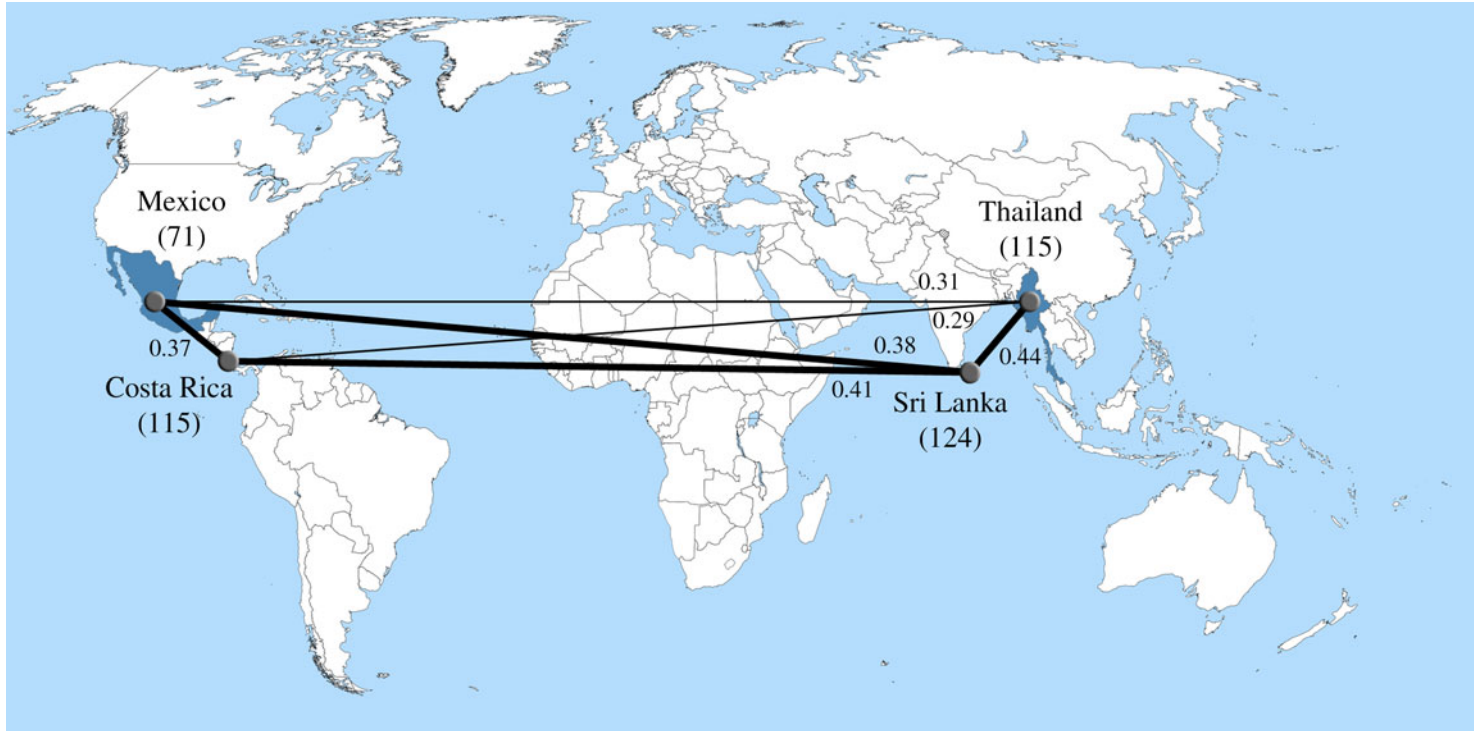 Mexico
(71)
Thailand
(115)
0.31
0.29
0.37
0.38
0.44
0.41
Costa Rica
(115)
Sri Lanka
(124)